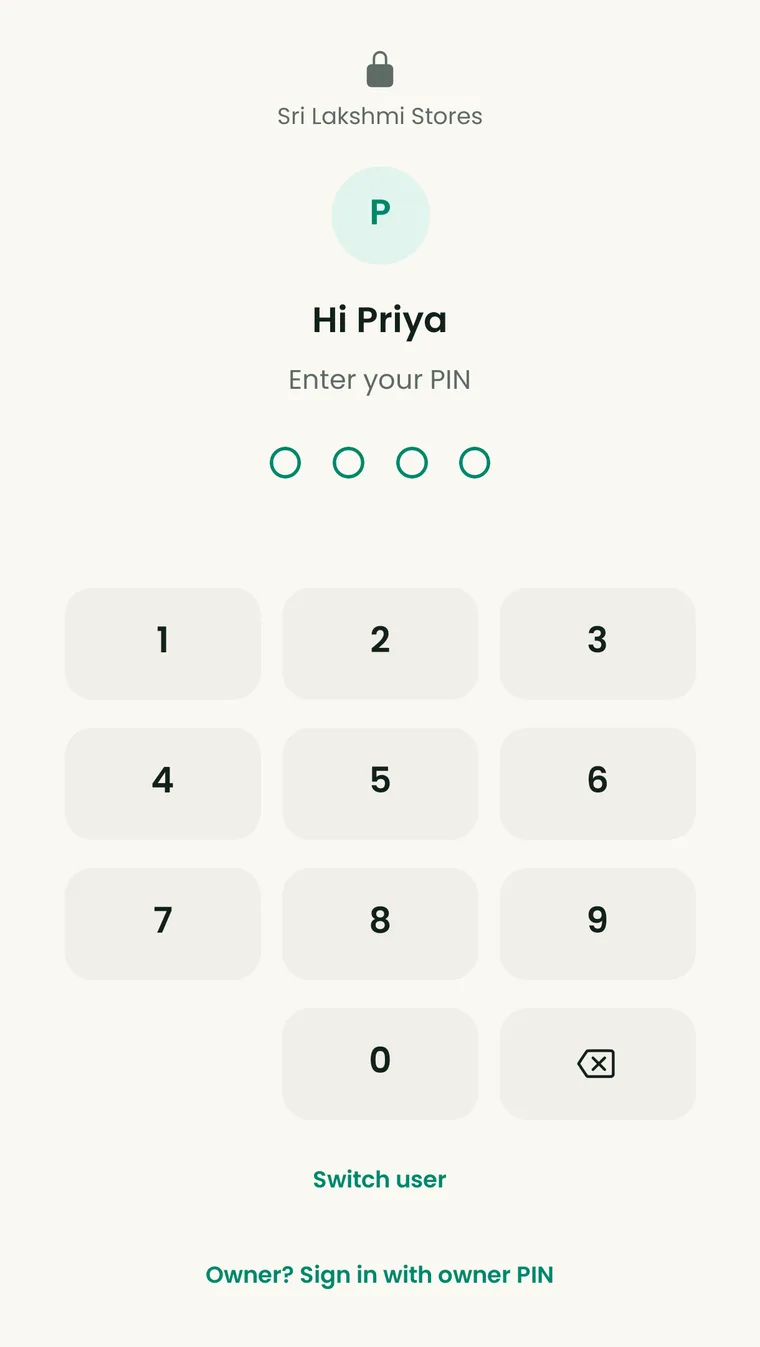 Sri Lakshmi Stores
P
Hi Priya
Enter your PIN
1 2 3
4 5 6
7 8 9
0
Switch user
Owner? Sign in with owner PIN